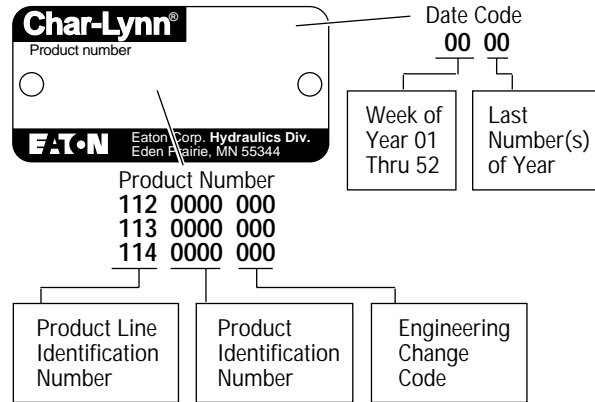 Char-Lynn®
Product number
EATON
Eaton Corp. Hydraulics Div.
Eden Prairie, MN 55344
Date Code
00 00
Week of
Year 01
Thru 52
Last
Number(s)
of Year
Product Number
112 0000 000
113 0000 000
114 0000 000
Product Line
Identification
Number
Product
Identification
Number
Engineering
Change
Code